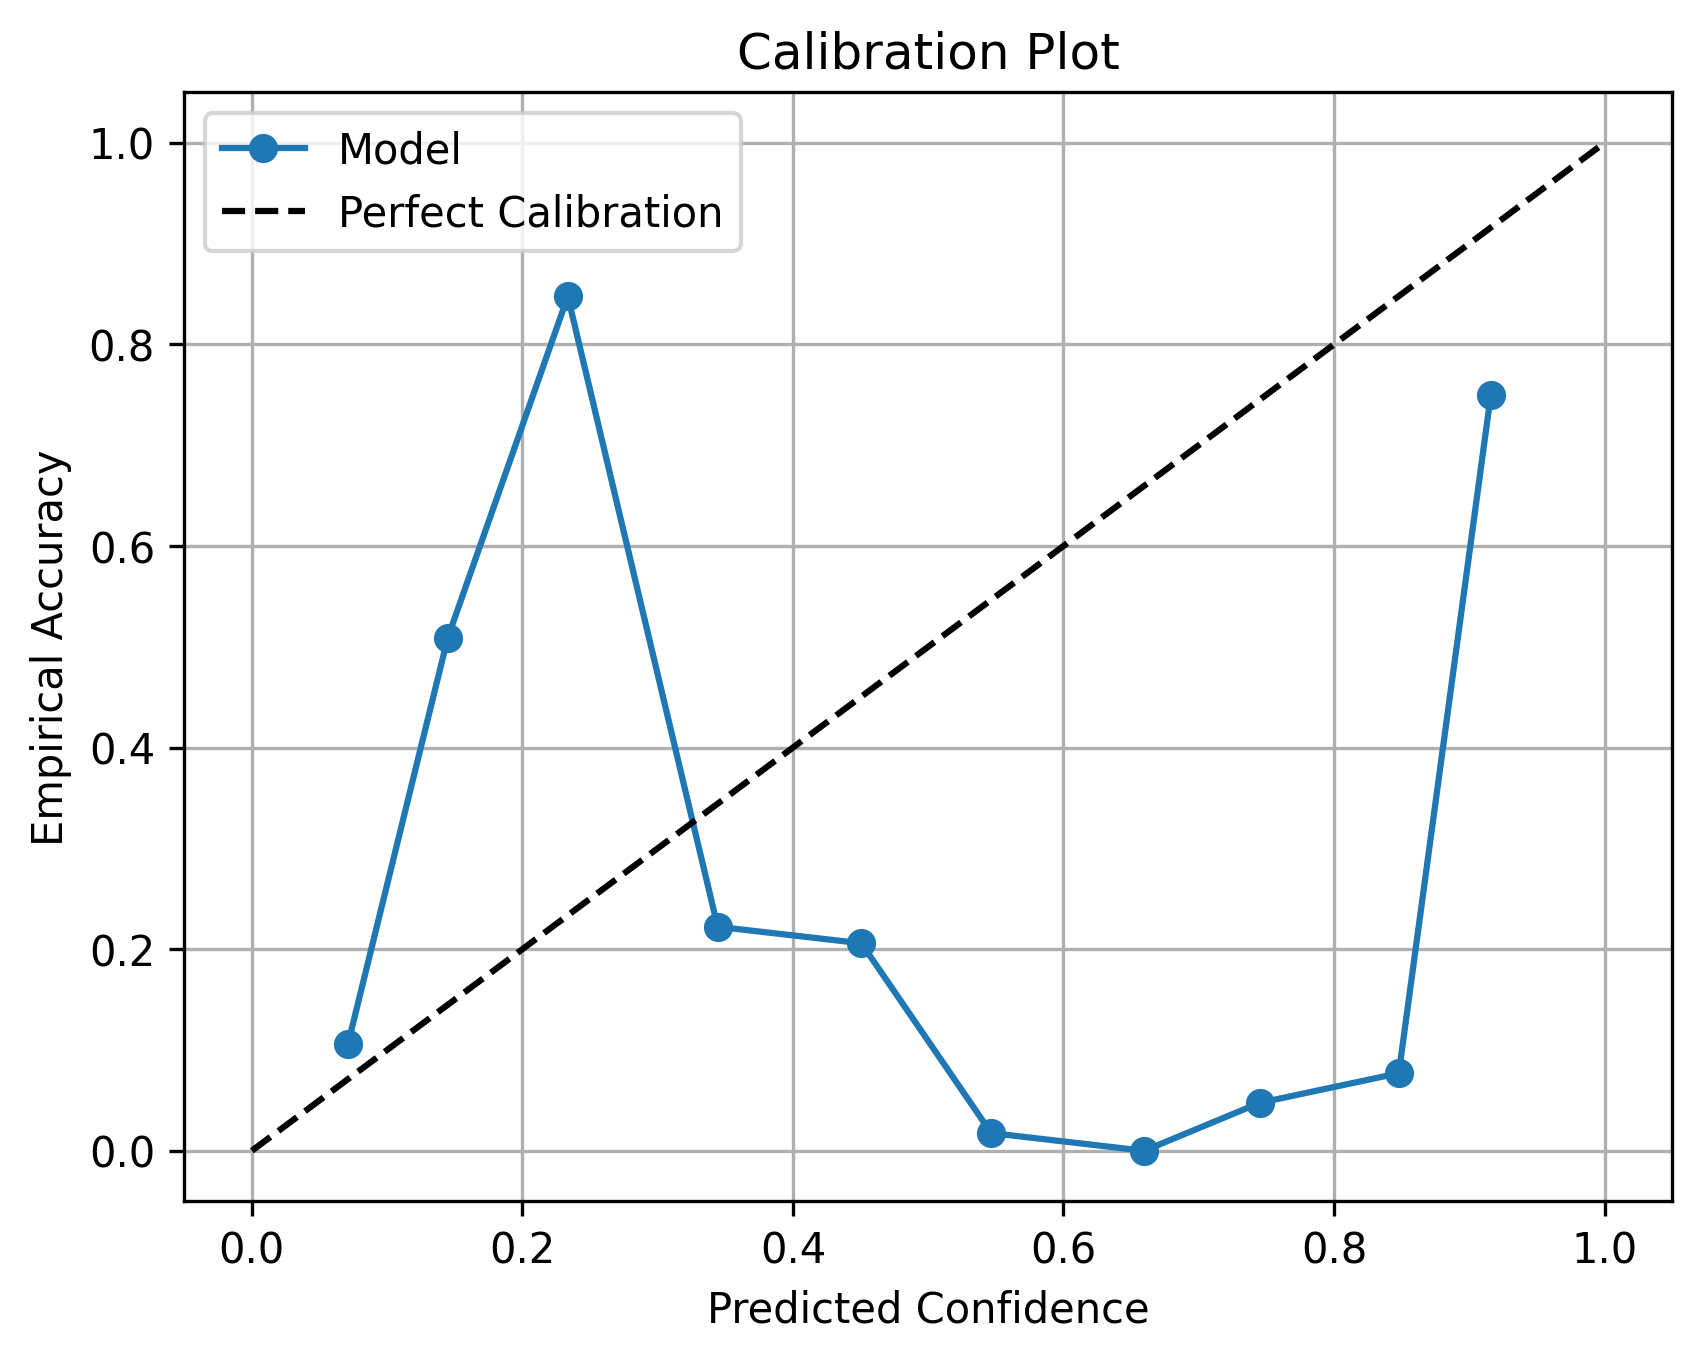 Calibration Plot
Model
Perfect Calibration
Empirical Accuracy
1.0
0.8
0.6
0.4
0.2
0.0
0.0 0.2 0.4 0.6 0.8 1.0
Predicted Confidence